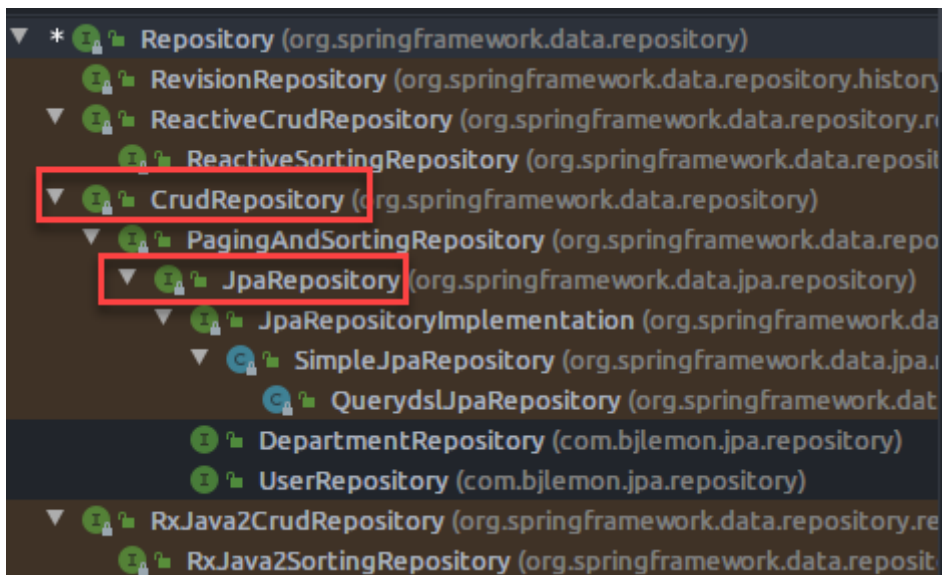 * Repository (org.springframework.data.repository)
RevisionRepository (org.springframework.data.repository.history
ReactiveCrudRepository (org.springframework.data.repository.re
ReactiveSortingRepository (org.springframework.data.reposit
CrudRepository (org.springframework.data.repository)
PagingAndSortingRepository (org.springframework.data.repo
JpaRepository (org.springframework.data.jpa.repository)
JpaRepositoryImplementation (org.springframework.da
SimpleJpaRepository (org.springframework.data.jpa.
QuerydslJpaRepository (org.springframework.dat
DepartmentRepository (com.bjlemon.jpa.repository)
UserRepository (com.bjlemon.jpa.repository)
RxJava2CrudRepository (org.springframework.data.repository.re
RxJava2SortingRepository (org.springframework.data.reposit